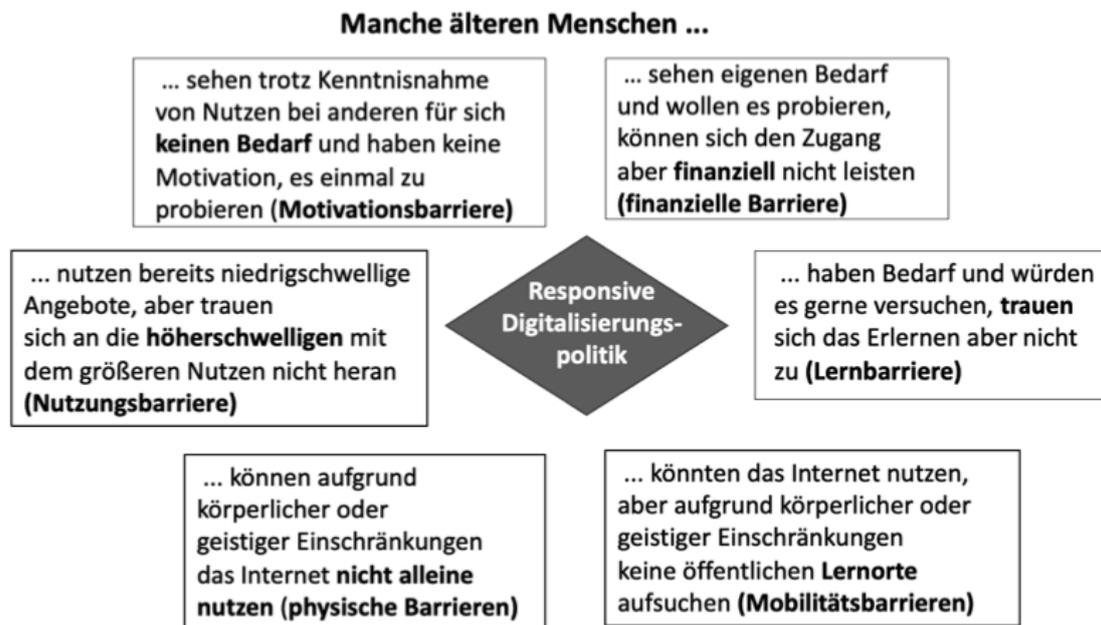 Manche älteren Menschen ...
... sehen trotz Kenntnisnahme
von Nutzen bei anderen für sich
keinen Bedarf und haben keine
Motivation, es einmal zu
probieren (Motivationsbarriere)
... sehen eigenen Bedarf
und wollen es probieren,
können sich den Zugang
aber finanziell nicht leisten
(finanzielle Barriere)
... nutzen bereits niedrigschwellige
Angebote, aber trauen
sich an die höherschwelligen mit
dem größeren Nutzen nicht heran
(Nutzungsbarriere)
Responsive
Digitalisierungs-
politik
... haben Bedarf und würden
es gerne versuchen, trauen
sich das Erlernen aber nicht
zu (Lernbarriere)
... können aufgrund
körperlicher oder
geistiger Einschränkungen
das Internet nicht alleine
nutzen (physische Barrieren)
... könnten das Internet nutzen,
aber aufgrund körperlicher oder
geistiger Einschränkungen
keine öffentlichen Lernorte
aufsuchen (Mobilitätsbarrieren)